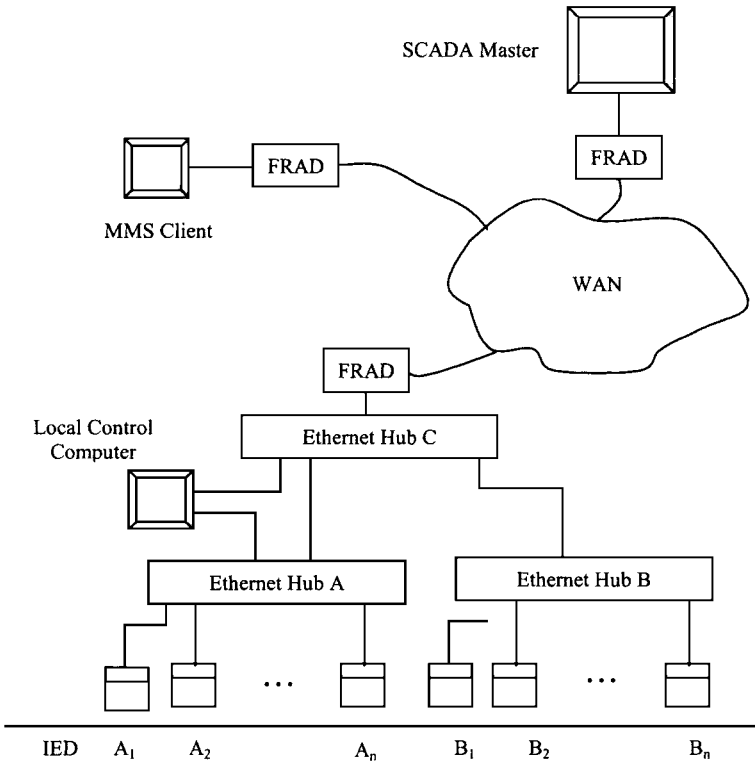 SCADA Master
FRAD
FRAD
MMS Client
WAN
FRAD
Local Control
Computer
Ethernet Hub C
Ethernet Hub A
Ethernet Hub B
...
...
IED A1 A2 An B1 B2 Bn